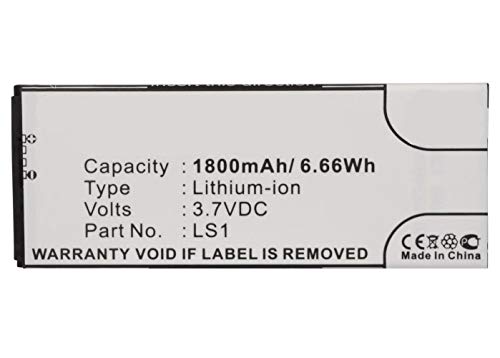 Capacity : 1800mAh/ 6.66Wh
Type : Lithium-ion
Volts : 3.7VDC
Part No.: LS1
WARRANTY VOID IF LABEL IS REMOVED.
CE
Made In China